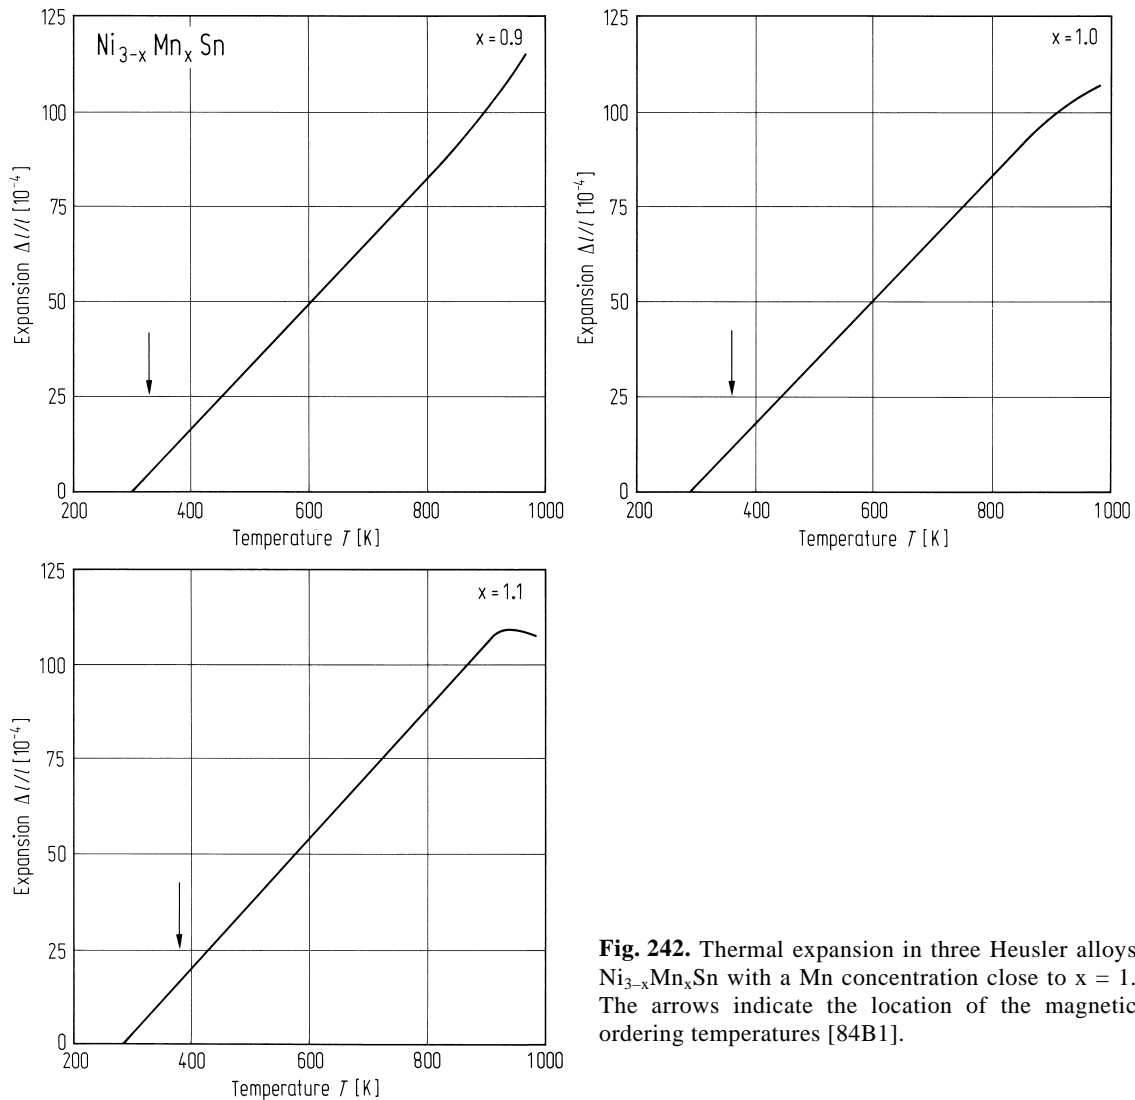 Ni3-x Mnx Sn
x = 0.9
125
100
75
50
25
0
Expansion Δl/l [10-4]
200
400
600
800
1000
Temperature T [K]
x = 1.0
125
100
75
50
25
0
Expansion Δl/l [10-4]
200
400
600
800
1000
Temperature T [K]
x = 1.1
125
100
75
50
25
0
Expansion Δl/l [10-4]
200
400
600
800
1000
Temperature T [K]
Fig. 242. Thermal expansion in three Heusler alloys
Ni3–xMnxSn with a Mn concentration close to x = 1.
The arrows indicate the location of the magnetic
ordering temperatures [84B1].